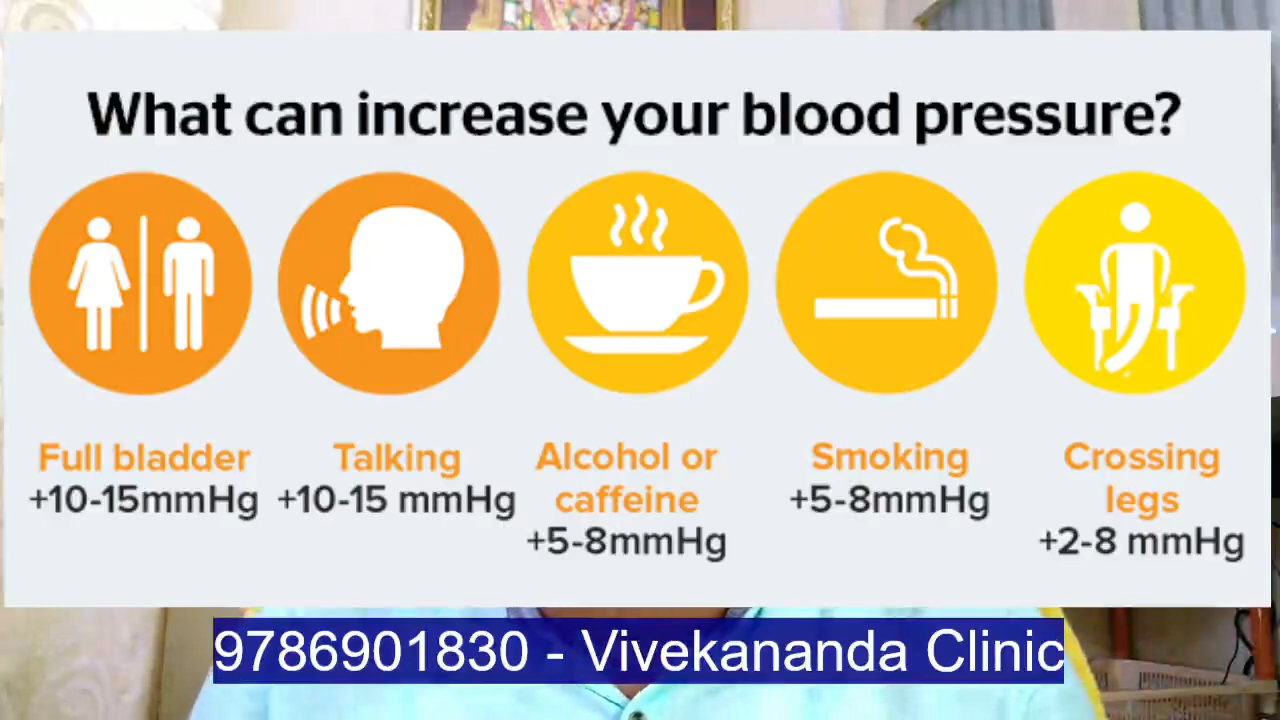 What can increase your blood pressure?
Full bladder
+10-15mmHg
Talking
+10-15 mmHg
Alcohol or
caffeine
+5-8mmHg
Smoking
+5-8mmHg
Crossing
legs
+2-8 mmHg
9786901830 - Vivekananda Clinic